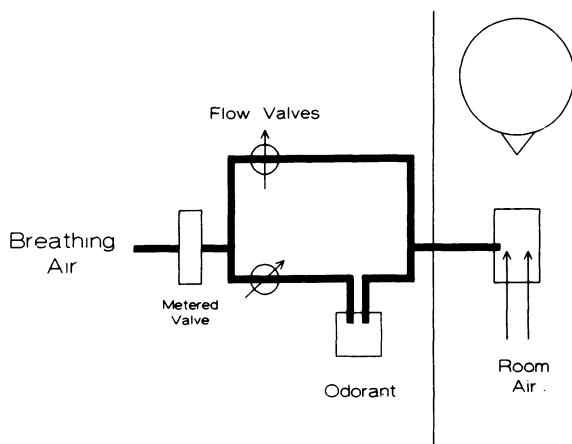 Flow Valves
Breathing
Air
Metered
Valve
Odorant
Room
Air